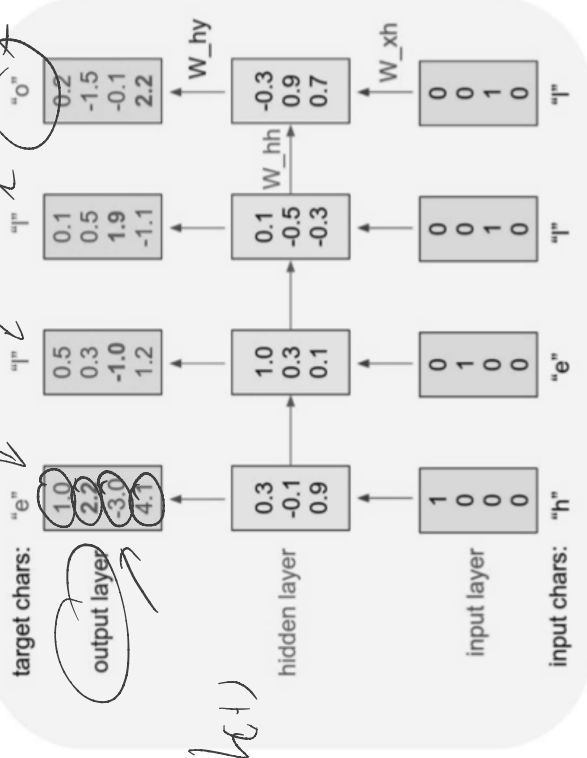 target chars: "e" "l" "l" "o"
1.0 0.5 0.1 0.2
output layer 2.2 0.3 0.5 -1.5
-3.0 -1.0 1.9 -0.1
4.1 1.2 -1.1 2.2
W_hy
0.3 1.0 0.1 W_hh -0.3
hidden layer -0.1 0.3 -0.5 0.9
0.9 0.1 -0.3 0.7
W_xh
1 0 0 0
input layer 0 1 0 0
0 0 1 1
0 0 0 0
input chars: "h" "e" "l" "l"